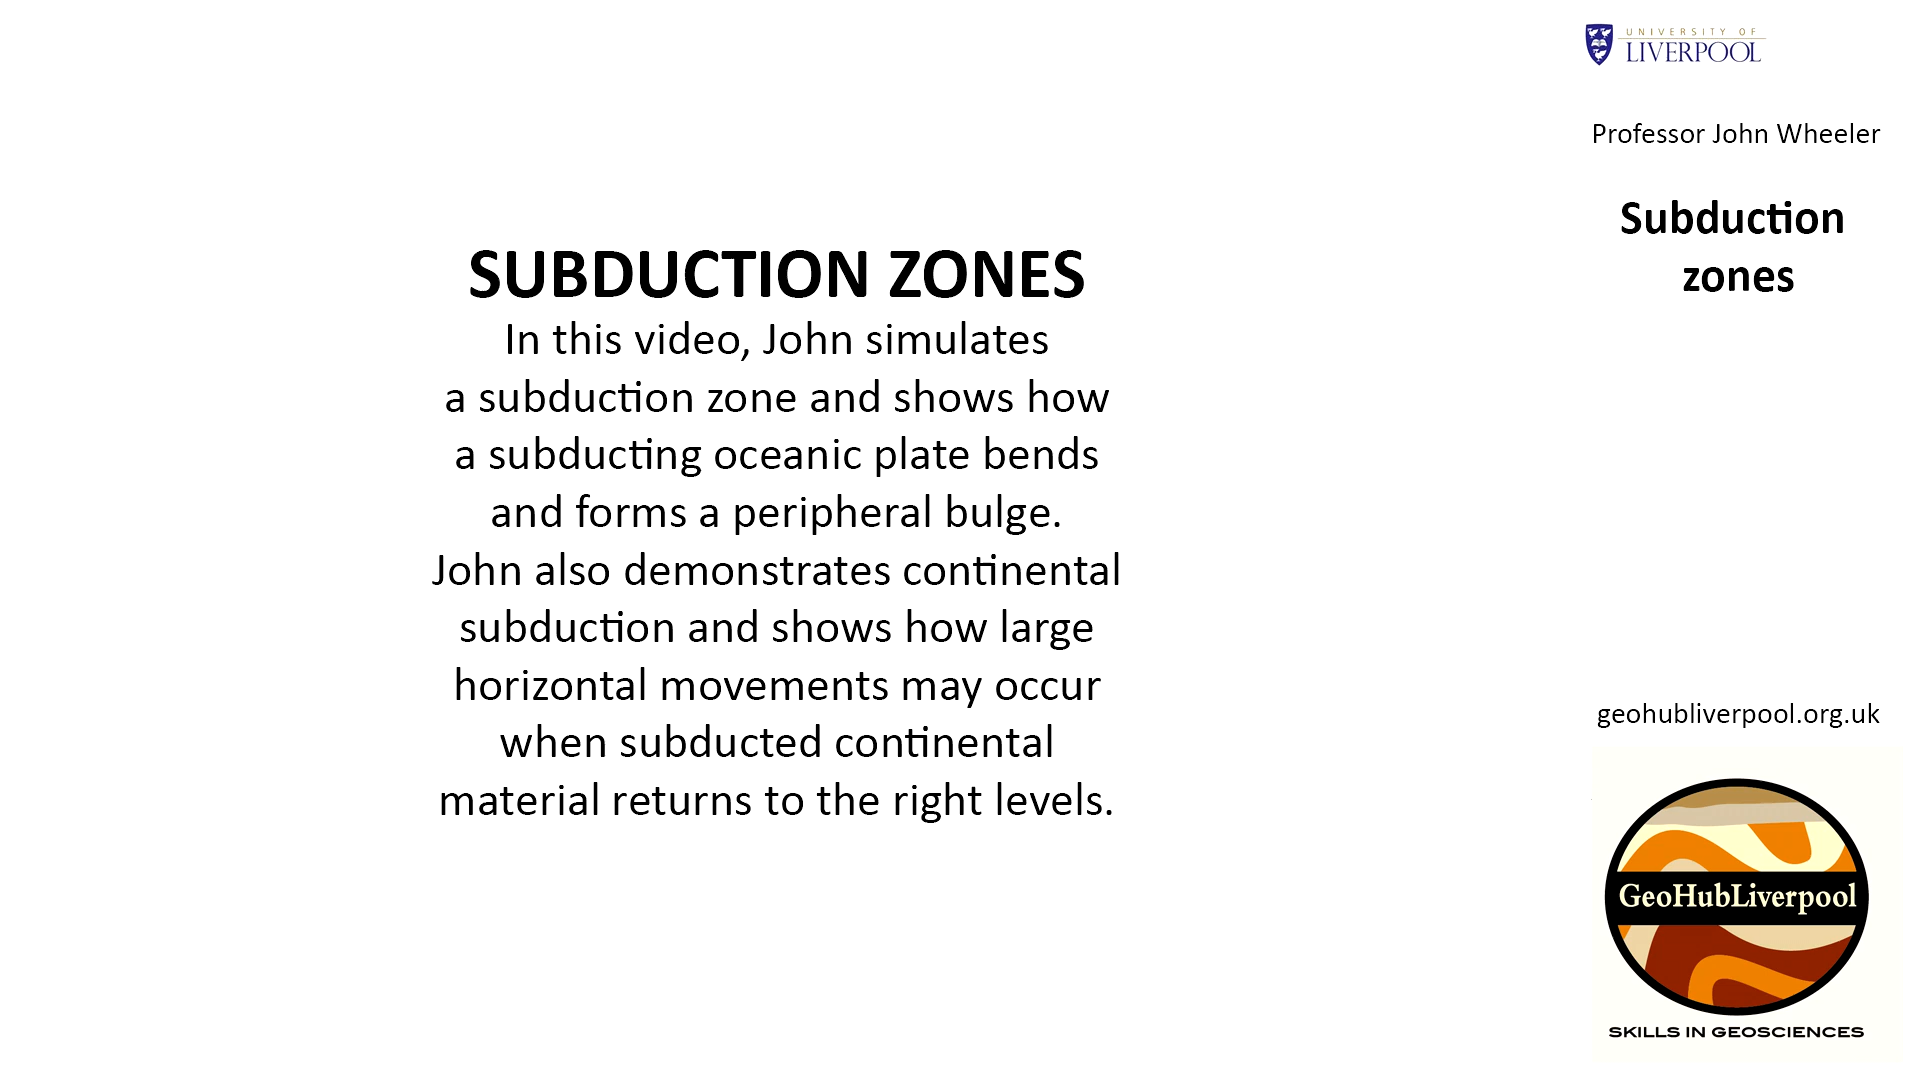 UNIVERSITY OF
LIVERPOOL
Professor John Wheeler
Subduction
zones
SUBDUCTION ZONES
In this video, John simulates
a subduction zone and shows how
a subducting oceanic plate bends
and forms a peripheral bulge.
John also demonstrates continental
subduction and shows how large
horizontal movements may occur
when subducted continental
material returns to the right levels.
geohubliverpool.org.uk
GeoHubLiverpool
SKILLS IN GEOSCIENCES